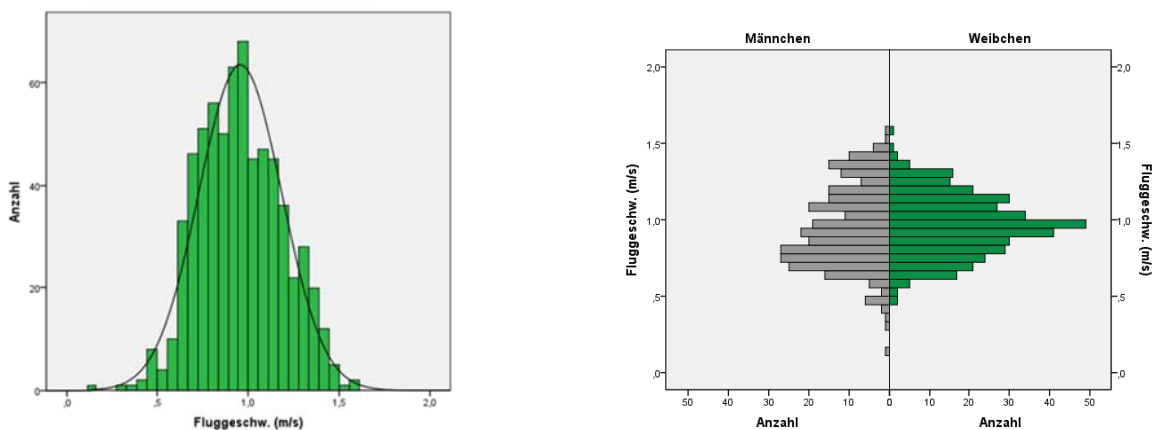 Anzahl
60
40
20
0
,0 ,5 1,0 1,5 2,0
Fluggeschw. (m/s)
Männchen Weibchen
Fluggeschw. (m/s)
2,0 2,0
1,5 1,5
1,0 1,0
,5 ,5
,0 ,0
Fluggeschw. (m/s)
50 40 30 20 10 0 10 20 30 40 50
Anzahl Anzahl